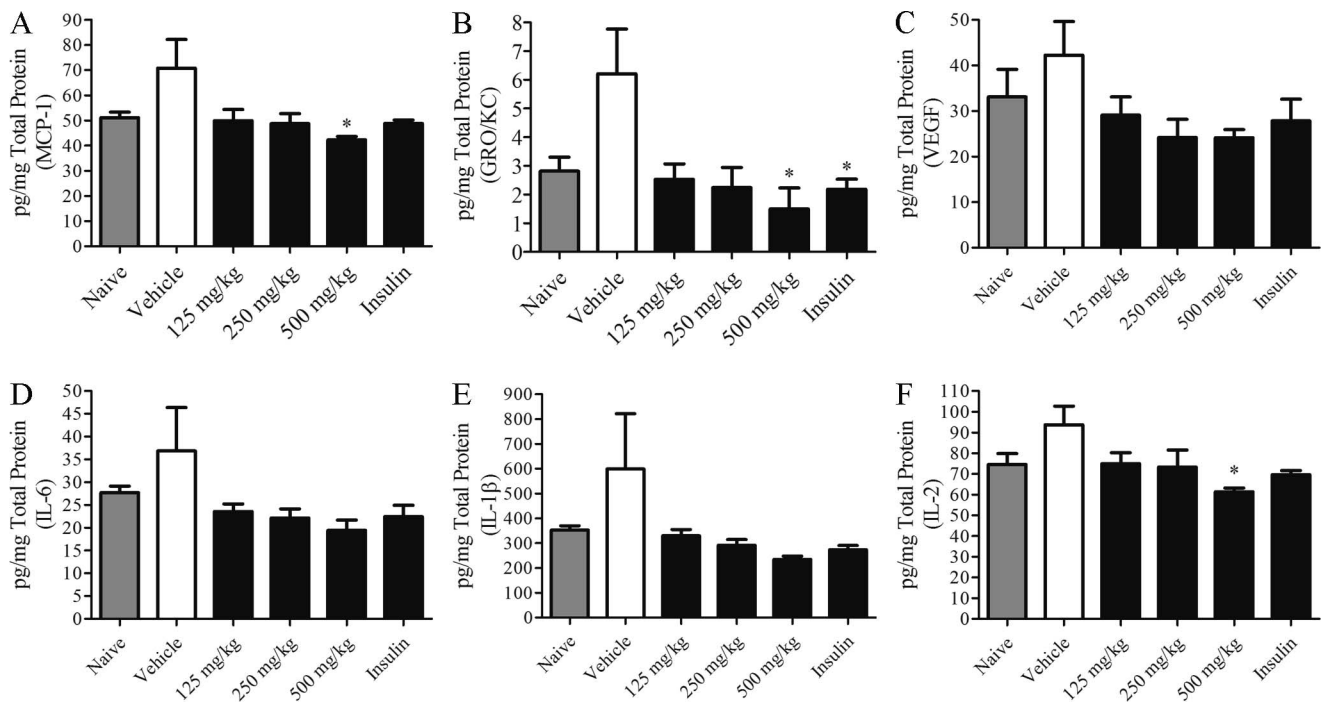 A
pg/mg Total Protein
(MCP-1)
90
80
70
60
50
40
30
20
10
0
*
Naive
Vehicle
125 mg/kg
250 mg/kg
500 mg/kg
Insulin
B
pg/mg Total Protein
(GRO/KC)
8
7
6
5
4
3
2
1
0
*
*
Naive
Vehicle
125 mg/kg
250 mg/kg
500 mg/kg
Insulin
C
pg/mg Total Protein
(VEGF)
50
40
30
20
10
0
Naive
Vehicle
125 mg/kg
250 mg/kg
500 mg/kg
Insulin
D
pg/mg Total Protein
(IL-6)
50
45
40
35
30
25
20
15
10
5
0
Naive
Vehicle
125 mg/kg
250 mg/kg
500 mg/kg
Insulin
E
pg/mg Total Protein
(IL-1β)
900
800
700
600
500
400
300
200
100
0
Naive
Vehicle
125 mg/kg
250 mg/kg
500 mg/kg
Insulin
F
pg/mg Total Protein
(IL-2)
110
100
90
80
70
60
50
40
30
20
10
0
*
Naive
Vehicle
125 mg/kg
250 mg/kg
500 mg/kg
Insulin